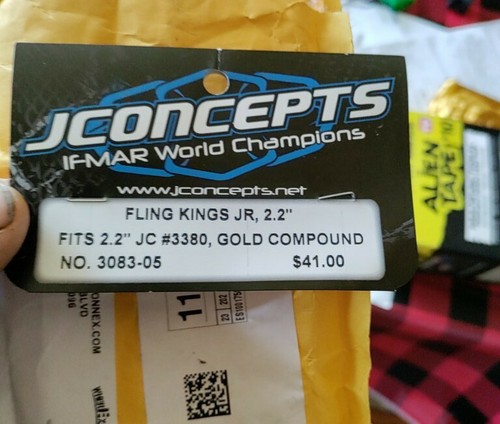 JCONCEPTS
IFMAR World Champions
www.jconcepts.net
FLING KINGS JR, 2.2"
FITS 2.2" JC #3380, GOLD COMPOUND
NO. 3083-05 $41.00
ALIEN
TAPE
11